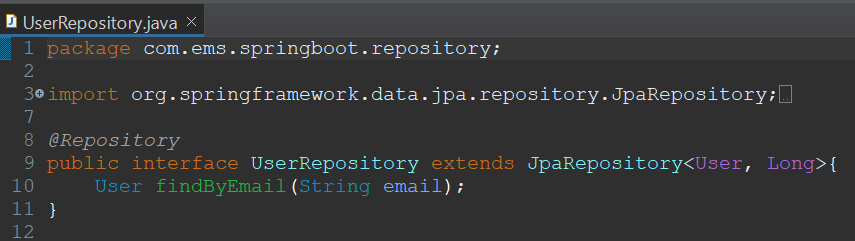 UserRepository.java
1 package com.ems.springboot.repository;
2
3 import org.springframework.data.jpa.repository.JpaRepository;
7
8 @Repository
9 public interface UserRepository extends JpaRepository<User, Long>{
10 User findByEmail(String email);
11 }
12